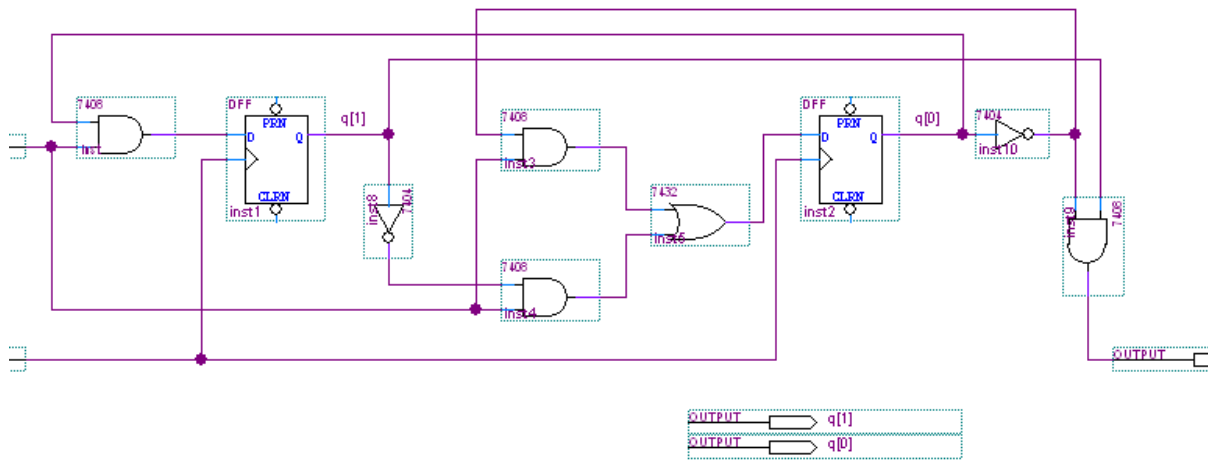 7408
inst
DFF
PRN
D
Q
CLRN
inst1
q[1]
inst8
7404
7408
inst3
7408
inst4
7432
inst5
DFF
PRN
D
Q
CLRN
inst2
q[0]
7404
inst10
inst9
7408
OUTPUT
OUTPUT
q[1]
OUTPUT
q[0]